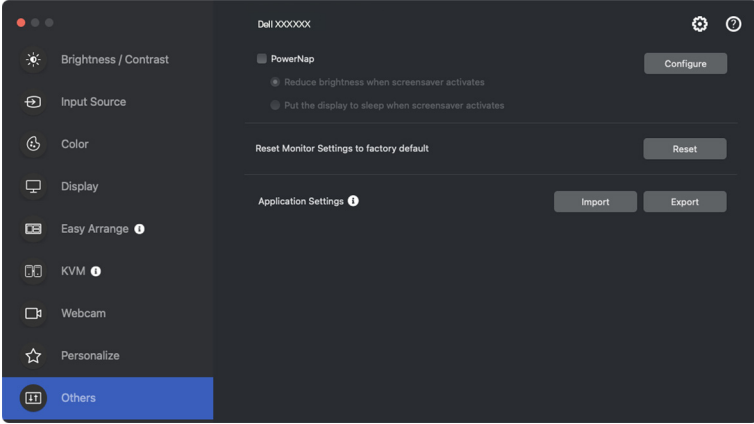 Dell XXXXXX
Brightness / Contrast
Input Source
Color
Display
Easy Arrange
KVM
Webcam
Personalize
Others
PowerNap
Configure
Reduce brightness when screensaver activates
Put the display to sleep when screensaver activates
Reset Monitor Settings to factory default
Reset
Application Settings
Import
Export